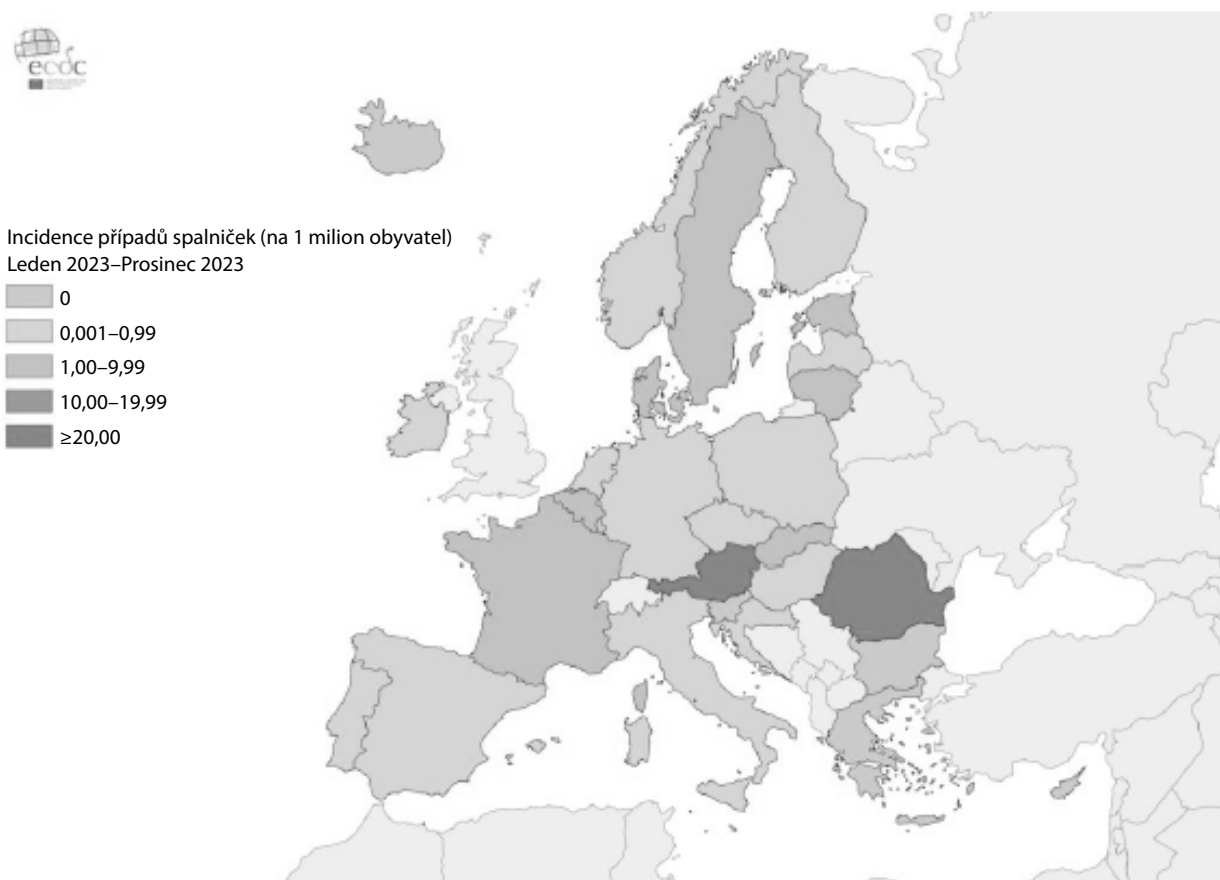 ecdc
Incidence případů spalniček (na 1 milion obyvatel)
Leden 2023–Prosinec 2023
0
0,001–0,99
1,00–9,99
10,00–19,99
≥20,00